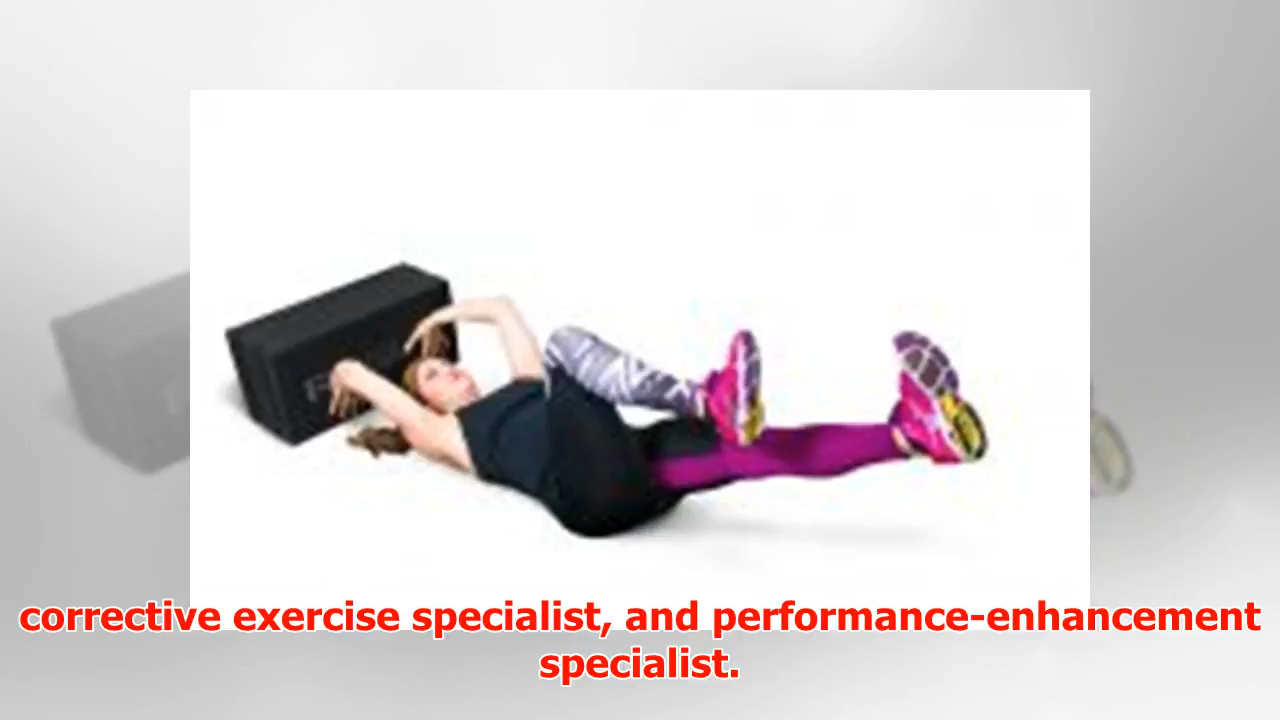 corrective exercise specialist, and performance-enhancement
specialist.